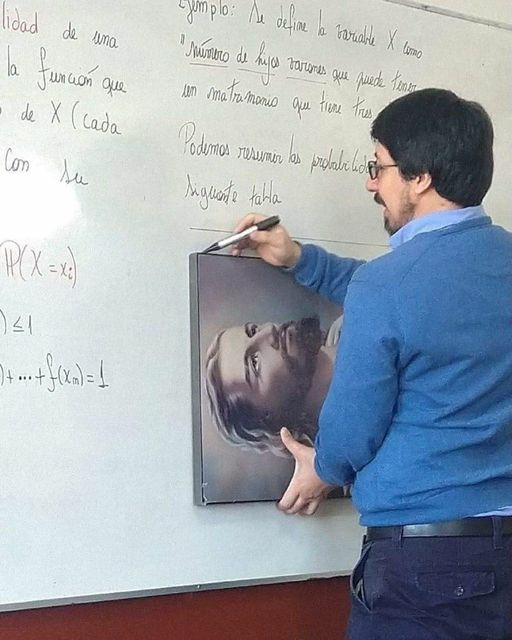 lidad de una
la función que
de X (cada
con su
P(X=xᵢ)
) ≤ 1
)+...+f(xₘ)=1
Ejemplo: Se define la variable X como
"número de hijos varones que puede tener
un matrimonio que tiene tres
Podemos resumir las probabilid
siguiente tabla